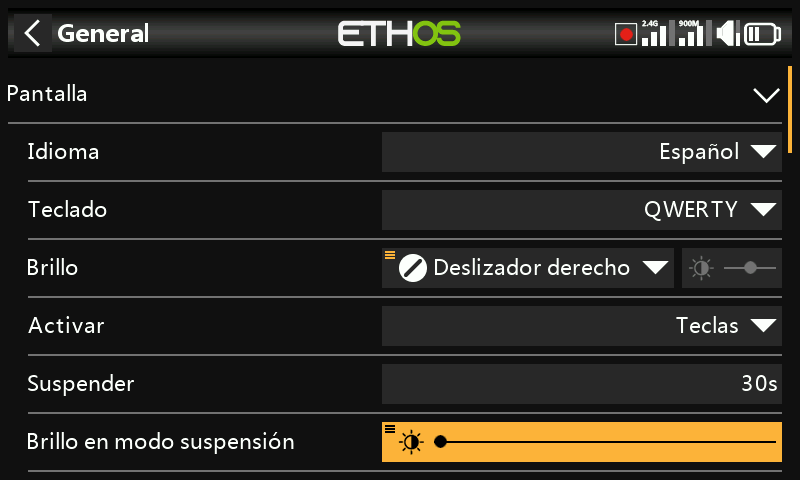 General
ETHOS
2.4G
900M
Pantalla
Idioma
Español
Teclado
QWERTY
Brillo
Deslizador derecho
Activar
Teclas
Suspender
30s
Brillo en modo suspensión